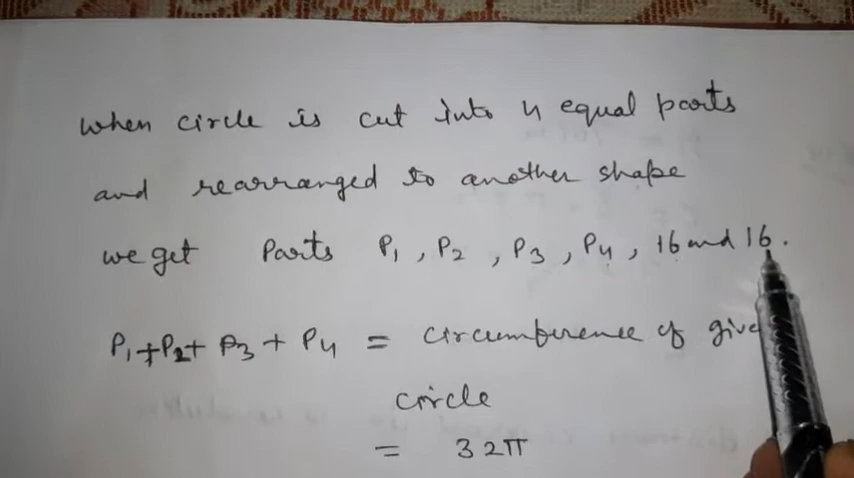 When circle is cut into 4 equal parts
and rearranged to another shape
we get Parts P1, P2, P3, P4, 16 and 16.
P1+P2+ P3 + P4 = circumference of give
circle
= 32π